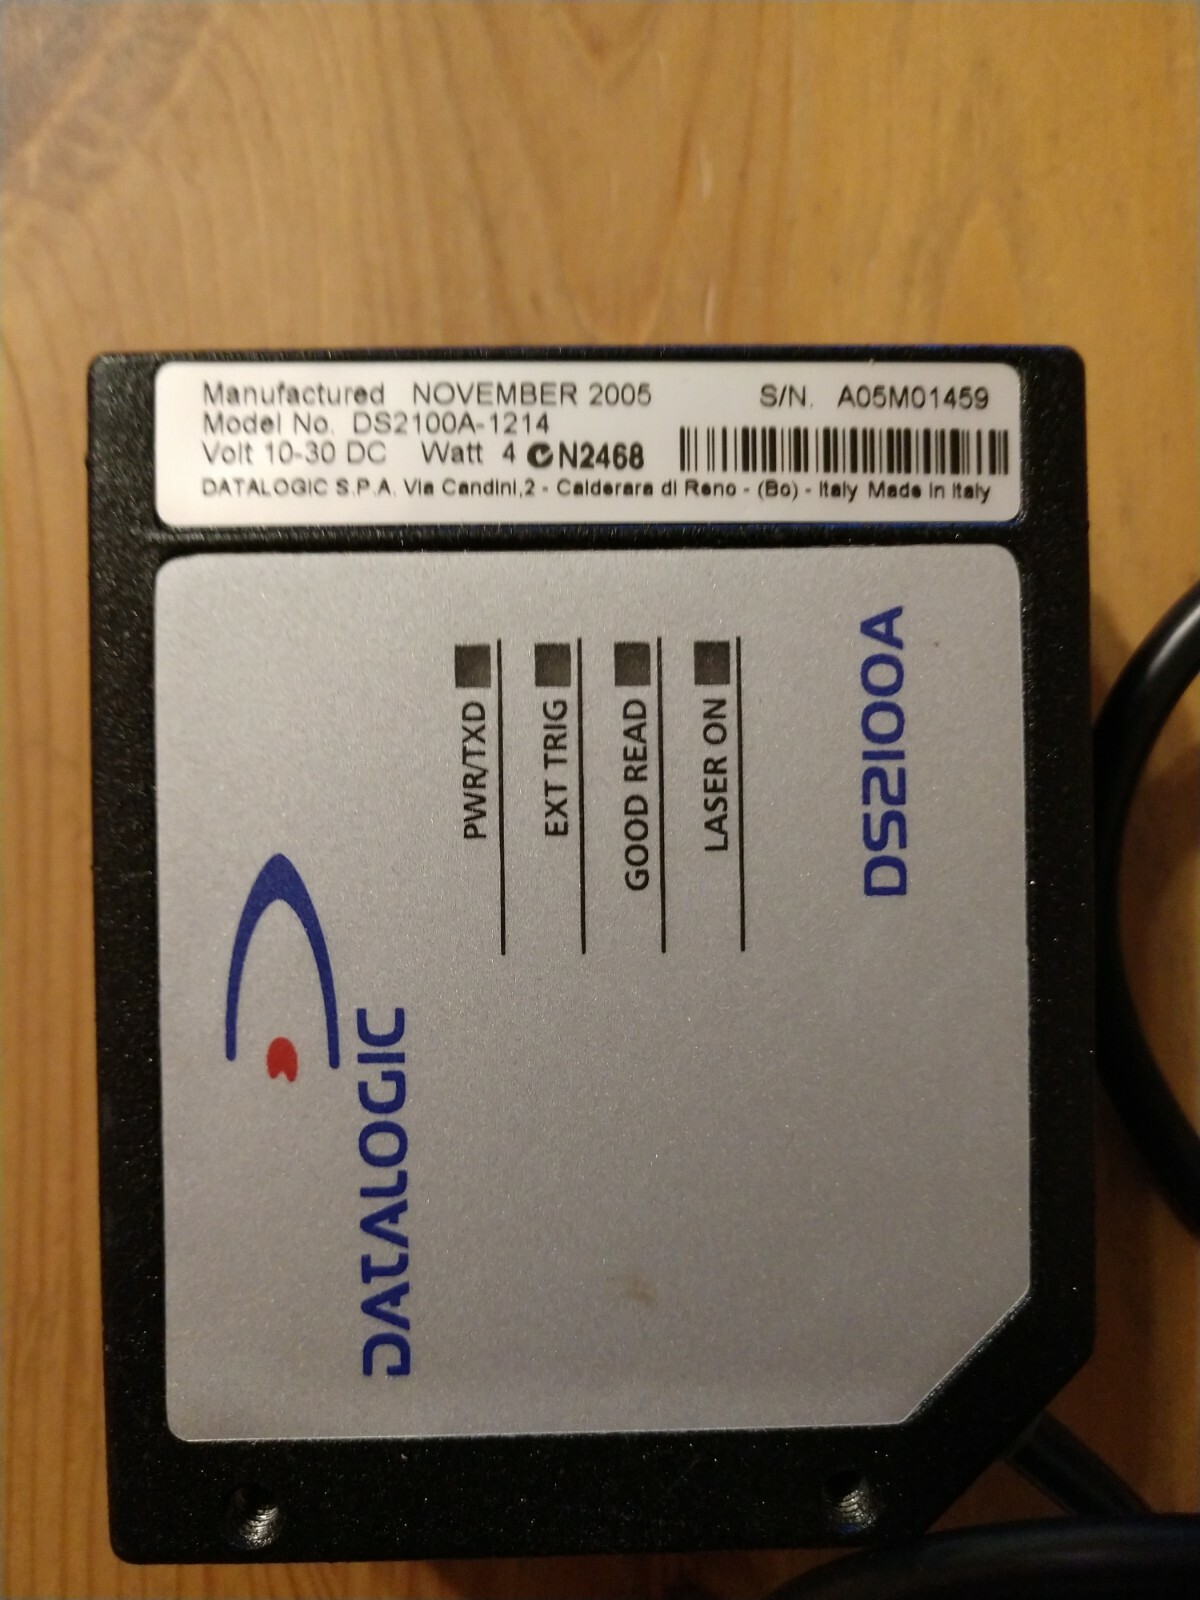 Manufactured NOVEMBER 2005 S/N. A05M01459
Model No. DS2100A-1214
Volt 10-30 DC Watt 4 N2468
DATALOGIC S.P.A. Via Candini,2 - Calderara di Reno - (Bo) - Italy Made in Italy
DATALOGIC
PWR/TXD
EXT TRIG
GOOD READ
LASER ON
DS2100A